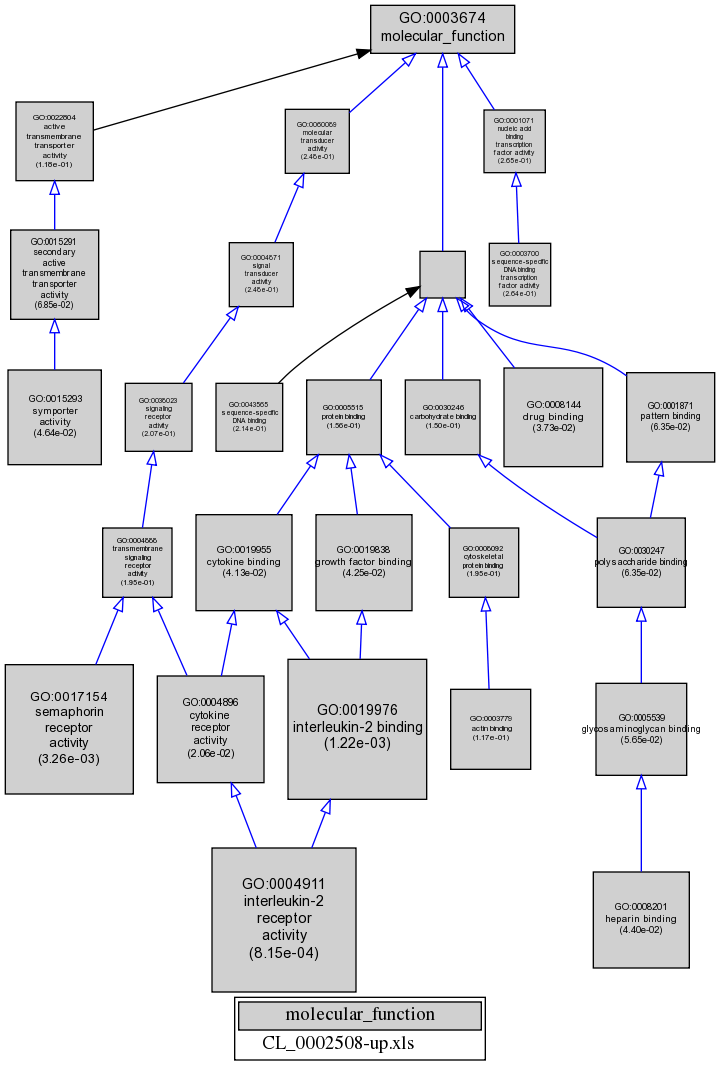 GO:0003674
molecular_function
GO:0022804
active
transmembrane
transporter
activity
(1.18e-01)
GO:0060089
molecular
transducer
activity
(2.48e-01)
GO:0001071
nucleic acid
binding
transcription
factor activity
(2.65e-01)
GO:0015291
secondary
active
transmembrane
transporter
activity
(6.85e-02)
GO:0004871
signal
transducer
activity
(2.48e-01)
GO:0003700
sequence-specific
DNA binding
transcription
factor activity
(2.64e-01)
GO:0015293
symporter
activity
(4.64e-02)
GO:0038023
signaling
receptor
activity
(2.07e-01)
GO:0043565
sequence-specific
DNA binding
(2.14e-01)
GO:0005515
protein binding
(1.56e-01)
GO:0030246
carbohydrate binding
(1.50e-01)
GO:0008144
drug binding
(3.73e-02)
GO:0001871
pattern binding
(6.35e-02)
GO:0004888
transmembrane
signaling
receptor
activity
(1.95e-01)
GO:0019955
cytokine binding
(4.13e-02)
GO:0019838
growth factor binding
(4.25e-02)
GO:0008092
cytoskeletal
protein binding
(1.95e-01)
GO:0030247
polysaccharide binding
(6.35e-02)
GO:0017154
semaphorin
receptor
activity
(3.26e-03)
GO:0004896
cytokine
receptor
activity
(2.06e-02)
GO:0019976
interleukin-2 binding
(1.22e-03)
GO:0003779
actin binding
(1.17e-01)
GO:0005539
glycosaminoglycan binding
(5.65e-02)
GO:0004911
interleukin-2
receptor
activity
(8.15e-04)
GO:0008201
heparin binding
(4.40e-02)
molecular_function
CL_0002508-up.xls